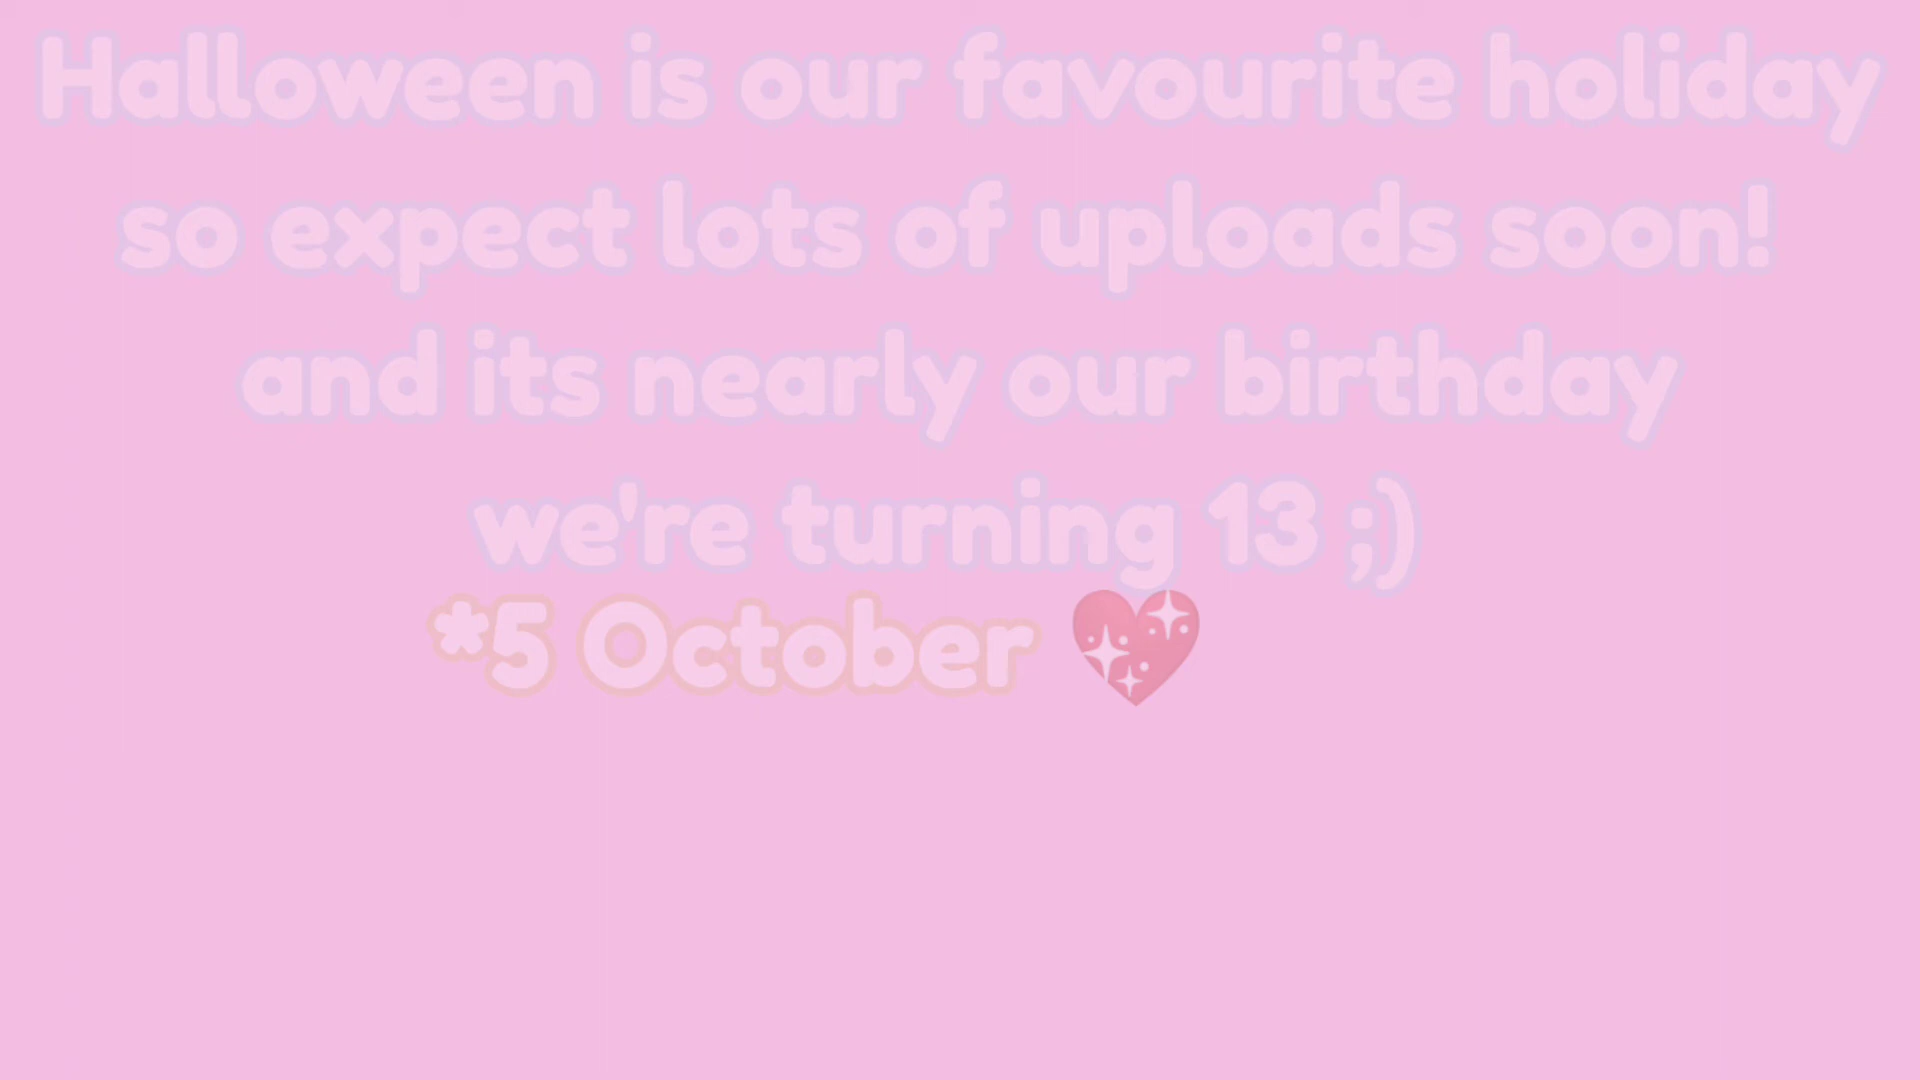 Halloween is our favourite holiday
so expect lots of uploads soon!
and its nearly our birthday
we're turning 13 ;)
*5 October 💖